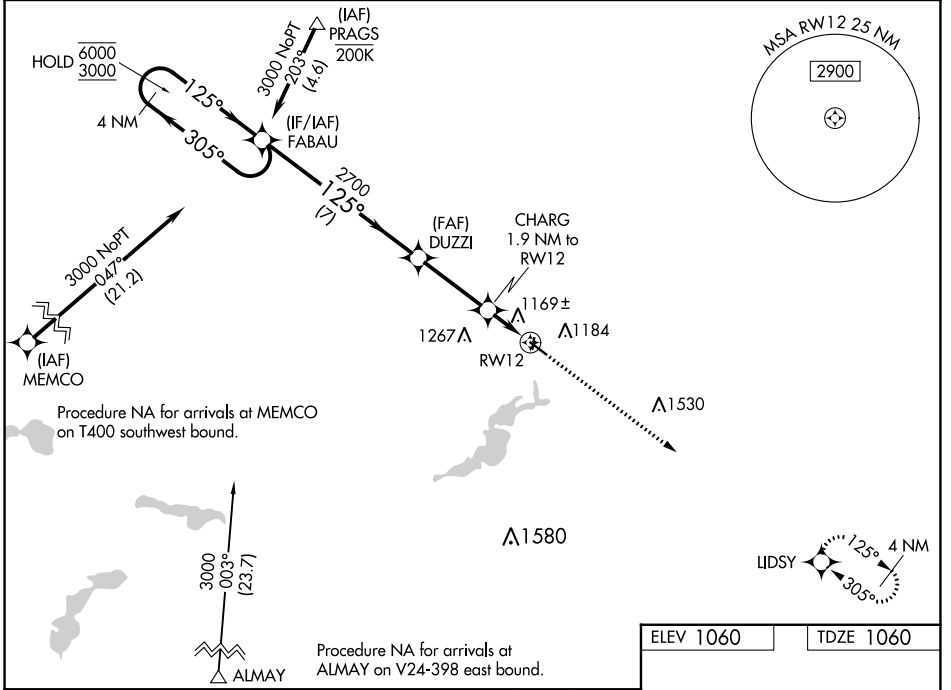 (IAF)
PRAGS
200K
HOLD 6000
3000
3000 NoPT
203°
(4.6)
125°
4 NM
305°
(IF/IAF)
FABAU
MSA RW12 25 NM
2900
2700
125°
(7)
(FAF)
DUZZI
CHARG
1.9 NM to
RW12
3000 NoPT
047°
(21.2)
1169±
1267
1184
RW12
(IAF)
MEMCO
1530
Procedure NA for arrivals at MEMCO
on T400 southwest bound.
3000
003°
(23.7)
1580
LIDSY
125°
4 NM
305°
ALMAY
Procedure NA for arrivals at
ALMAY on V24-398 east bound.
ELEV 1060
TDZE 1060